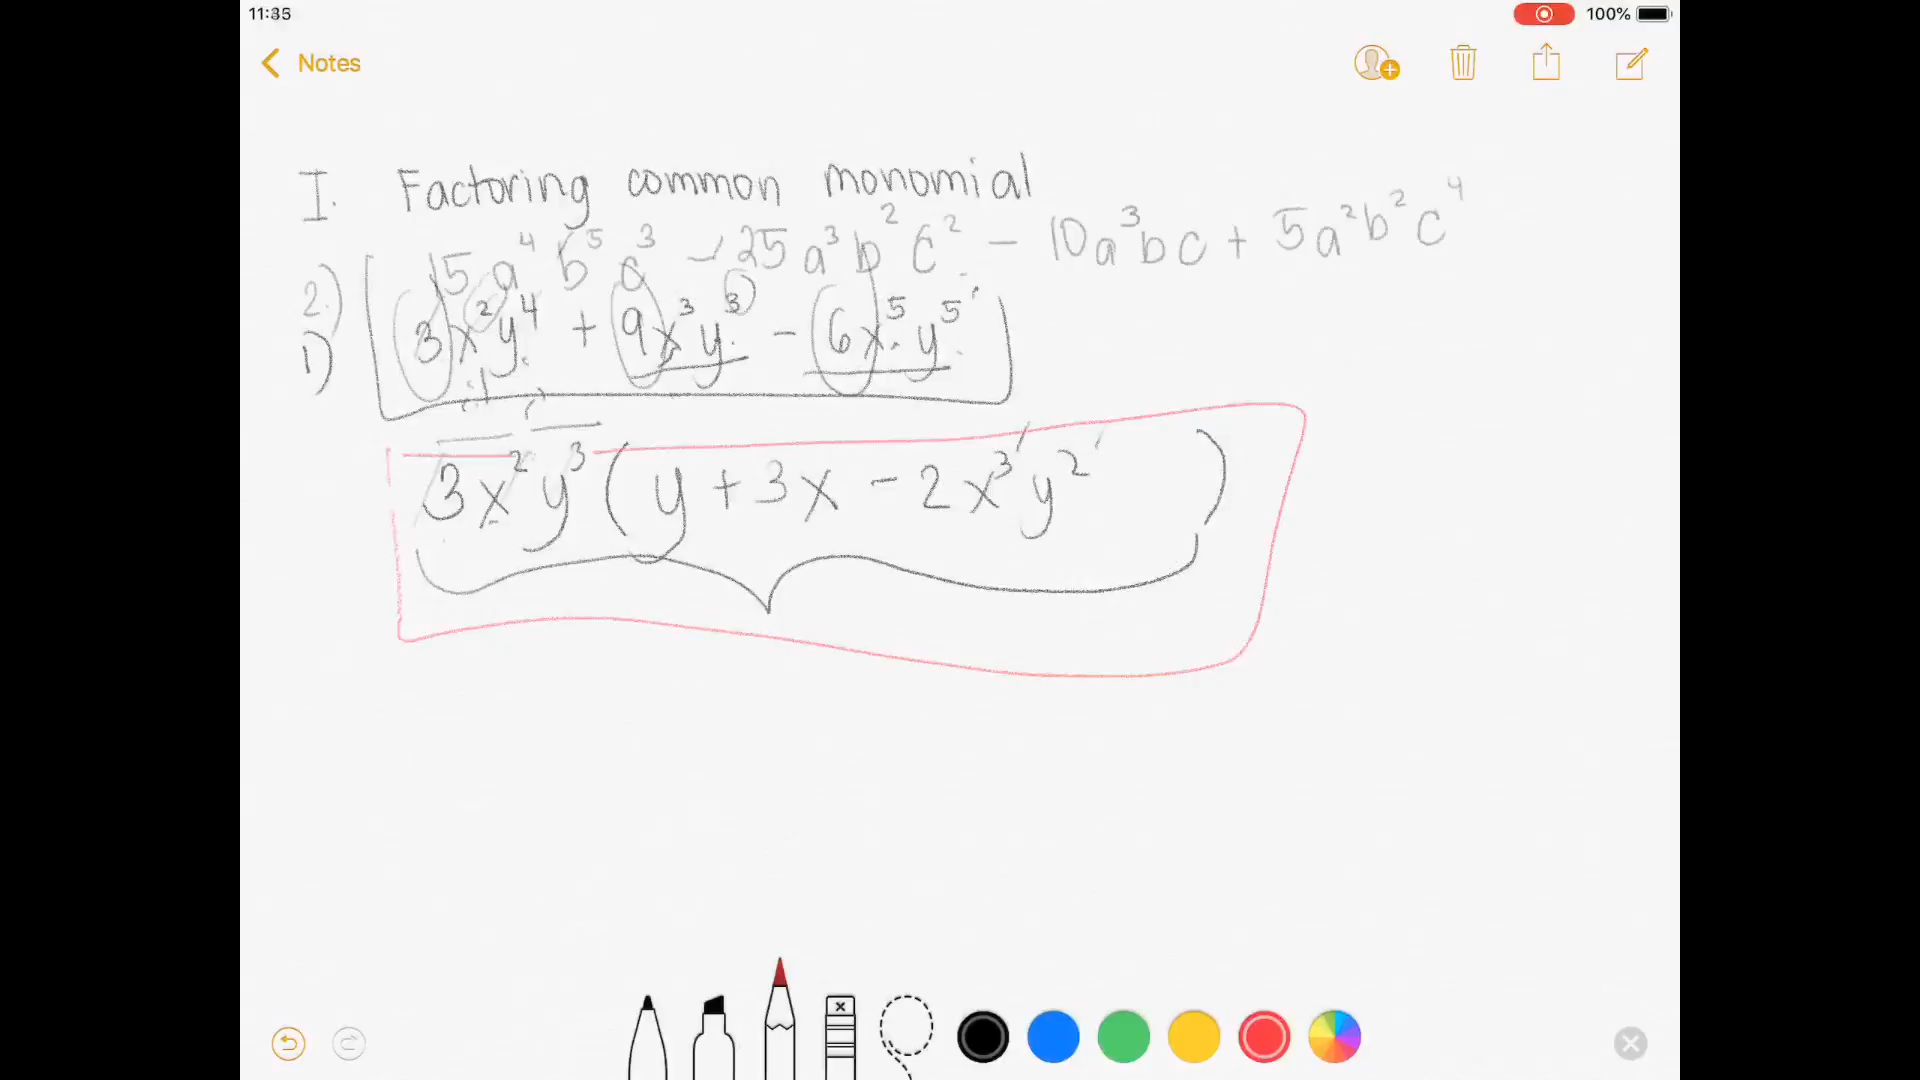 11:35
100%
Notes
I. Factoring common monomial
2.) 15a⁴b⁵c³ - 25a³b²c² - 10a³bc + 5a²b²c⁴
1) 3x²y⁴ + 9x³y³ - 6x⁵y⁵
3x²y³(y + 3x - 2x³y²)